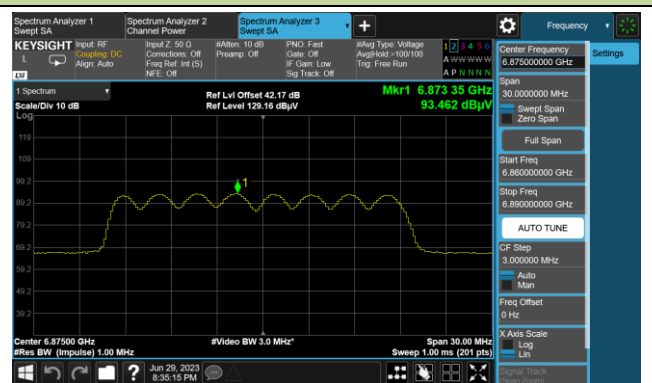 Spectrum Analyzer 1
Swept SA
Spectrum Analyzer 2
Channel Power
Spectrum Analyzer 3
Swept SA
Frequency
KEYSIGHT
L
LXI
Input: RF
Coupling: DC
Align: Auto
Input Z: 50 Ω
Corrections: Off
Freq Ref: Int (S)
NFE: Off
#Atten: 10 dB
Preamp: Off
PNO: Fast
Gate: Off
IF Gain: Low
Sig Track: Off
#Avg Type: Voltage
Avg|Hold:>100/100
Trig: Free Run
1 2 3 4 5 6
A W W W W W
A P N N N N
1 Spectrum
Scale/Div 10 dB
Log
Ref Lvl Offset 42.17 dB
Ref Level 129.16 dBµV
Mkr1 6.873 35 GHz
93.462 dBµV
119
109
99.2
89.2
79.2
69.2
59.2
49.2
39.2
1
Center 6.87500 GHz
#Res BW (Impulse) 1.00 MHz
#Video BW 3.0 MHz*
Span 30.00 MHz
Sweep 1.00 ms (201 pts)
Center Frequency
6.875000000 GHz
Settings
Span
30.0000000 MHz
Swept Span
Zero Span
Full Span
Start Freq
6.860000000 GHz
Stop Freq
6.890000000 GHz
AUTO TUNE
CF Step
3.000000 MHz
Auto
Man
Freq Offset
0 Hz
X Axis Scale
Log
Lin
Signal Track
(Span Zoom)
?
Jun 29, 2023
8:35:15 PM